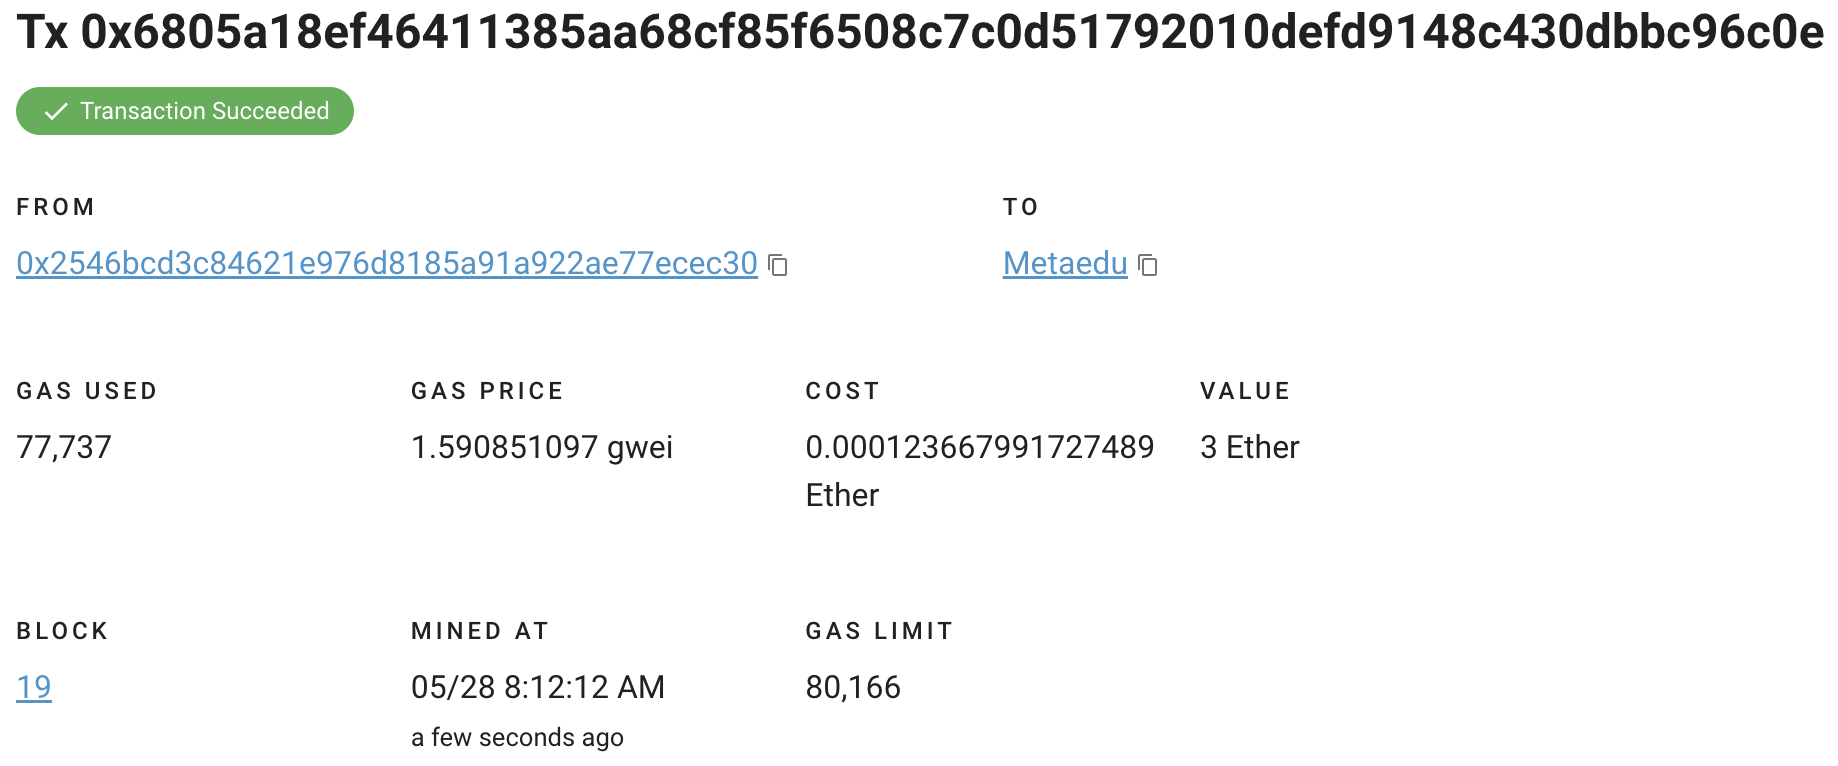 Tx 0x6805a18ef46411385aa68cf85f6508c7c0d51792010defd9148c430dbbc96c0e
Transaction Succeeded
FROM
0x2546bcd3c84621e976d8185a91a922ae77ecec30
TO
Metaedu
GAS USED
77,737
GAS PRICE
1.590851097 gwei
COST
0.000123667991727489
Ether
VALUE
3 Ether
BLOCK
19
MINED AT
05/28 8:12:12 AM
a few seconds ago
GAS LIMIT
80,166